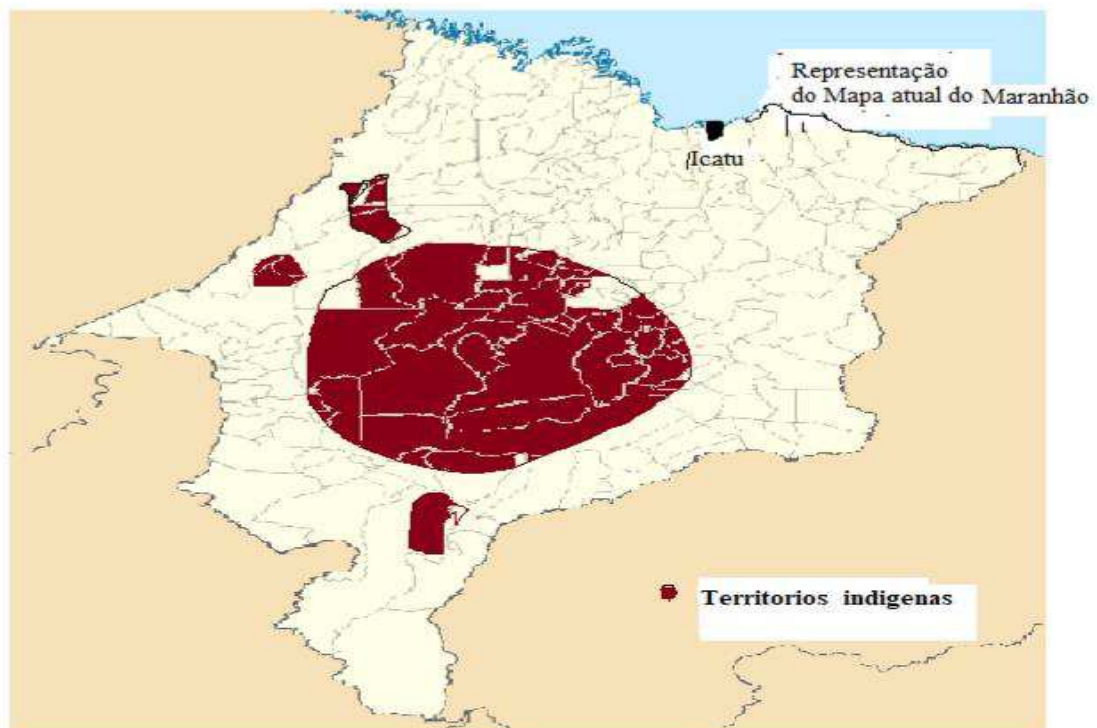 Representação
do Mapa atual do Maranhão
Icatu
Territorios indigenas